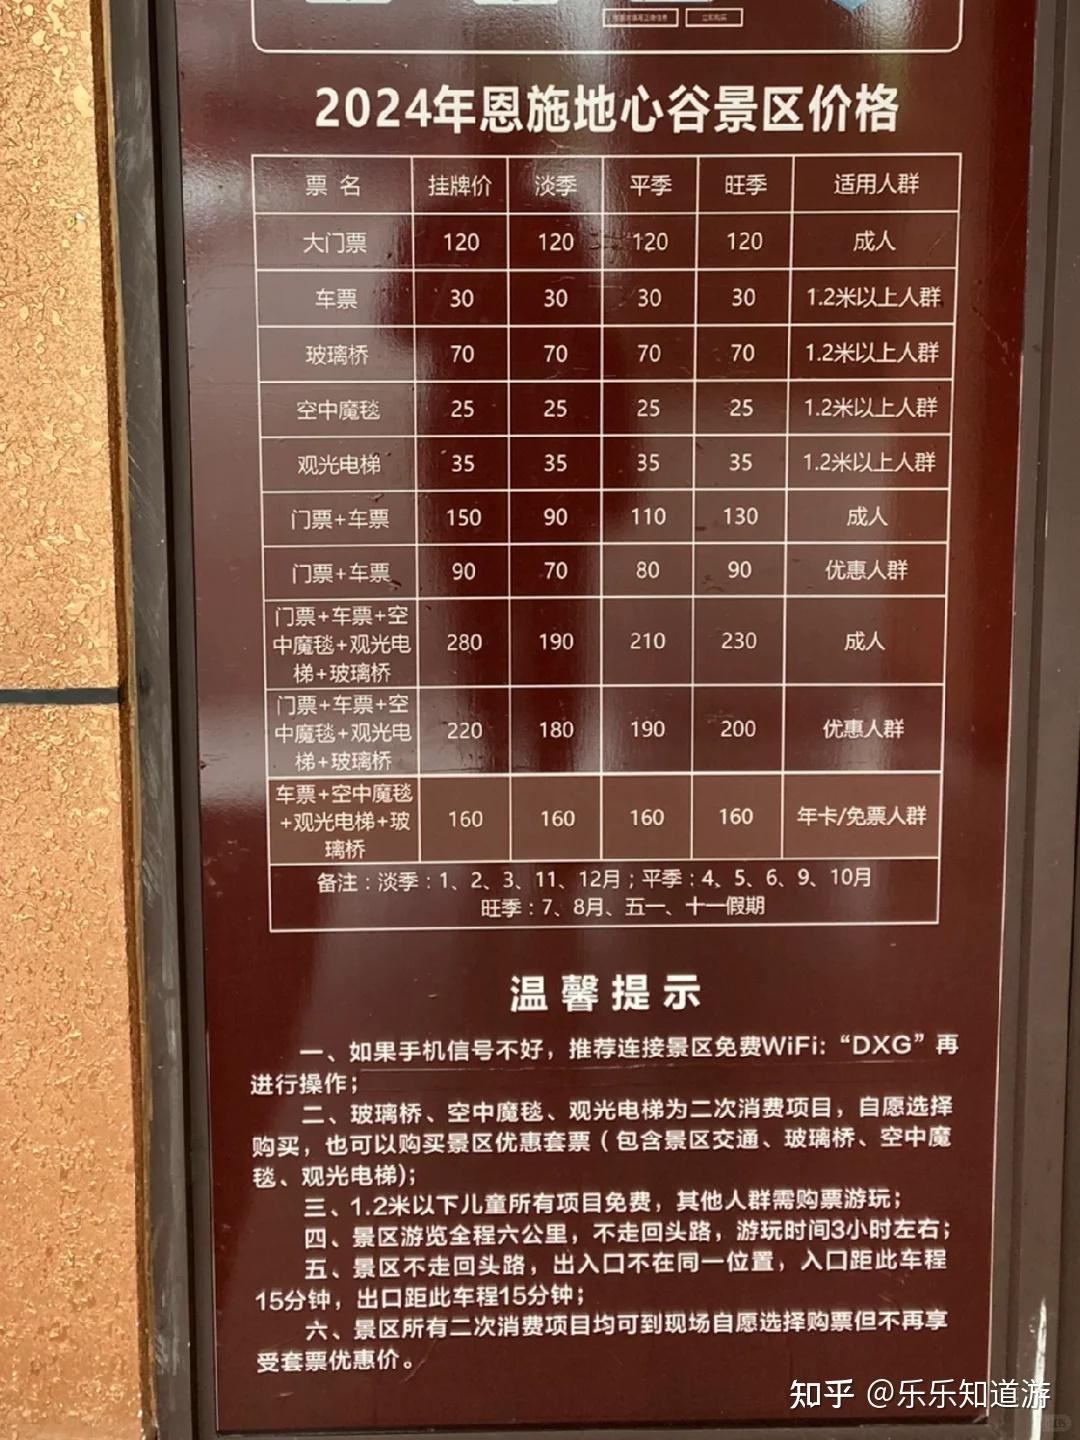 立即购买
2024年恩施地心谷景区价格
票 名 挂牌价 淡季 平季 旺季 适用人群
大门票 120 120 120 120 成人
车票 30 30 30 30 1.2米以上人群
玻璃桥 70 70 70 70 1.2米以上人群
空中魔毯 25 25 25 25 1.2米以上人群
观光电梯 35 35 35 35 1.2米以上人群
门票+车票 150 90 110 130 成人
门票+车票 90 70 80 90 优惠人群
门票+车票+空
中魔毯+观光电 280 190 210 230 成人
梯+玻璃桥
门票+车票+空
中魔毯+观光电 220 180 190 200 优惠人群
梯+玻璃桥
车票+空中魔毯
+观光电梯+玻 160 160 160 160 年卡/免票人群
璃桥
备注：淡季：1、2、3、11、12月；平季：4、5、6、9、10月
旺季：7、8月、五一、十一假期
温馨提示
一、如果手机信号不好，推荐连接景区免费WiFi:“DXG”再
进行操作；
二、玻璃桥、空中魔毯、观光电梯为二次消费项目，自愿选择
购买，也可以购买景区优惠套票（包含景区交通、玻璃桥、空中魔
毯、观光电梯)；
三、1.2米以下儿童所有项目免费，其他人群需购票游玩；
四、景区游览全程六公里，不走回头路，游玩时间3小时左右；
五、景区不走回头路，出入口不在同一位置，入口距此车程
15分钟，出口距此车程15分钟；
六、景区所有二次消费项目均可到现场自愿选择购票但不再享
受套票优惠价。
知乎 @乐乐知道游